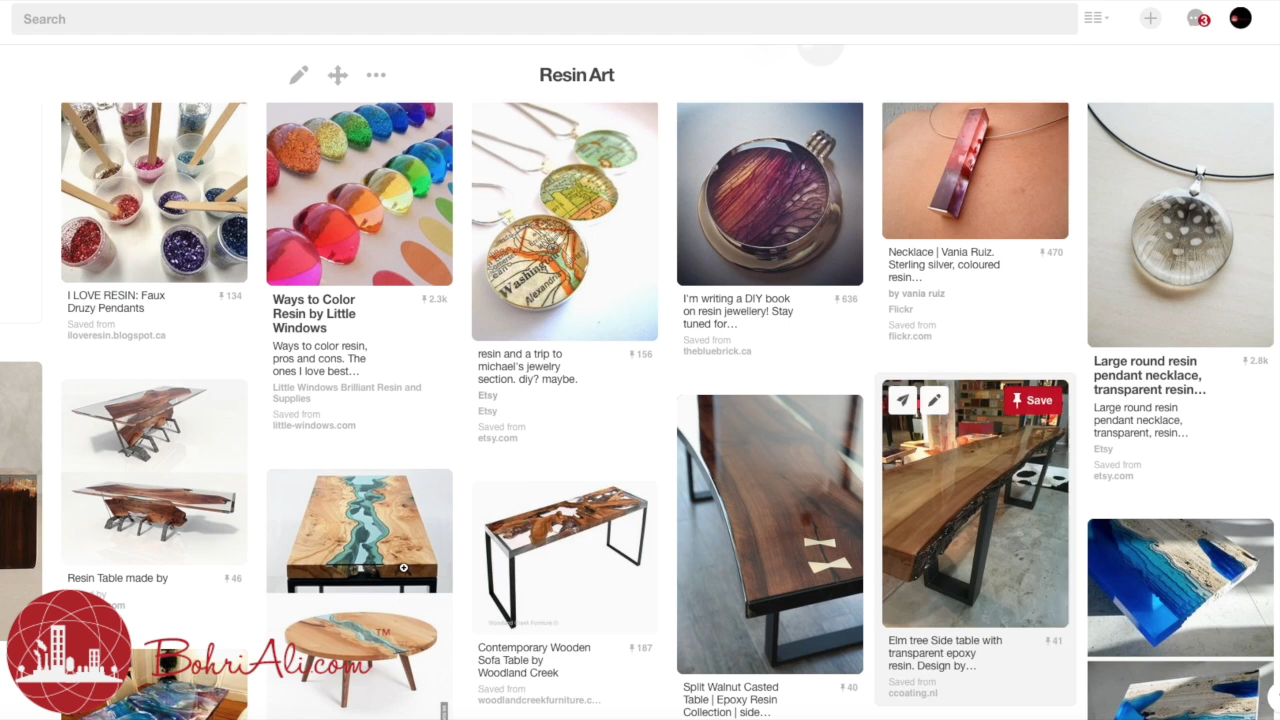 Search
3
Resin Art
I LOVE RESIN: Faux
Druzy Pendants
134
Saved from
iloveresin.blogspot.ca
Ways to Color
Resin by Little
Windows
2.3k
Ways to color resin,
pros and cons. The
ones I love best…
Little Windows Brilliant Resin and
Supplies
Saved from
little-windows.com
Washington
Alexandria
resin and a trip to
michael's jewelry
section. diy? maybe.
156
Etsy
Etsy
Saved from
etsy.com
I'm writing a DIY book
on resin jewellery! Stay
tuned for…
636
Saved from
thebluebrick.ca
Necklace | Vania Ruiz.
Sterling silver, coloured
resin…
470
by vania ruiz
Flickr
Saved from
flickr.com
Large round resin
pendant necklace,
transparent resin…
2.8k
Large round resin
pendant necklace,
transparent, resin…
Etsy
Saved from
etsy.com
Save
Resin Table made by
46
by
om
TM
Contemporary Wooden
Sofa Table by
Woodland Creek
187
Saved from
woodlandcreekfurniture.c…
Split Walnut Casted
Table | Epoxy Resin
Collection | side…
40
Elm tree Side table with
transparent epoxy
resin. Design by…
41
Saved from
ccoating.nl
BohriAli.com